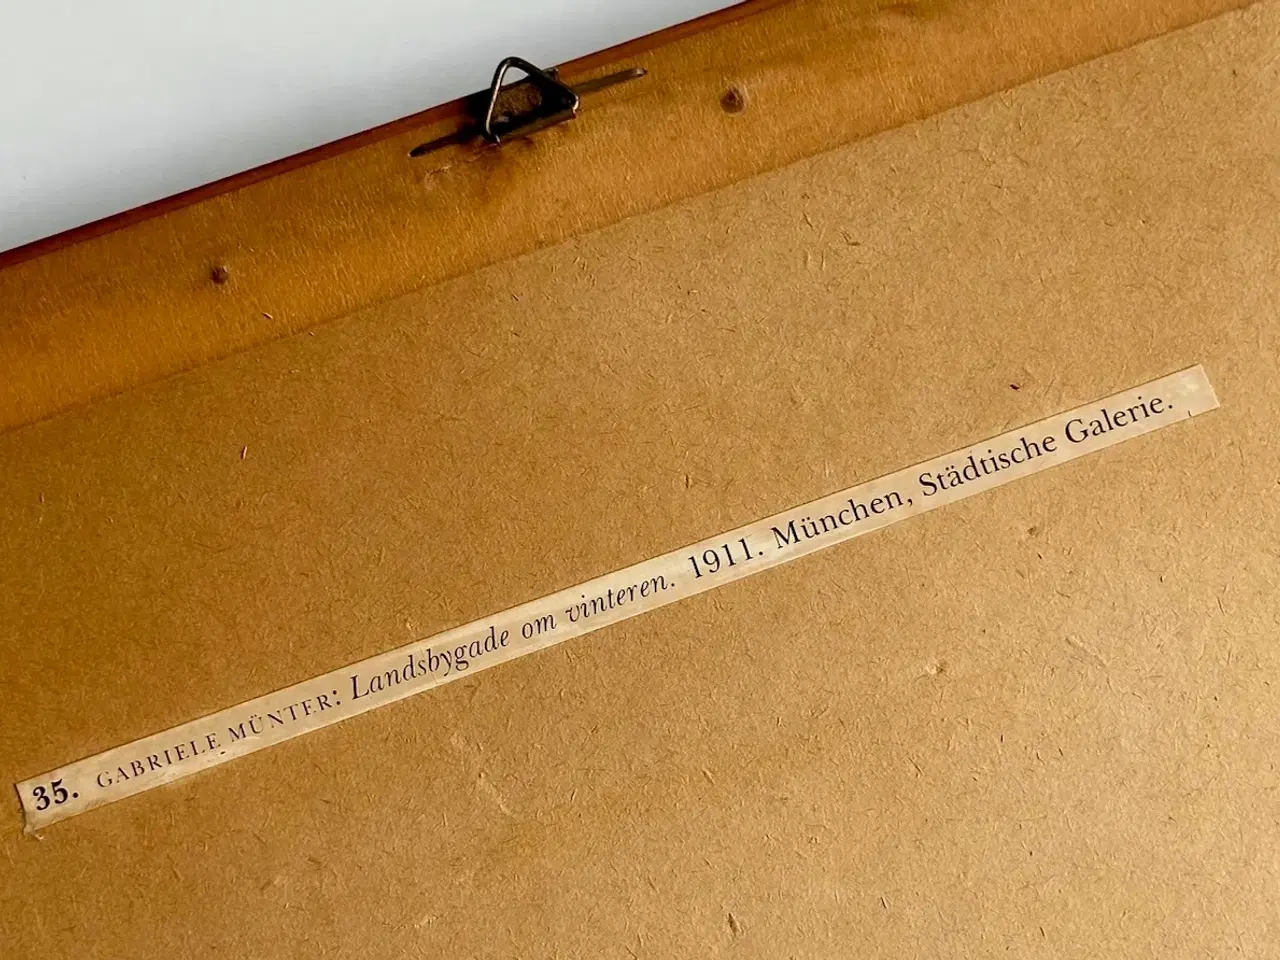 35. GABRIELE MÜNTER: Landsbygade om vinteren. 1911. München, Städtische Galerie.